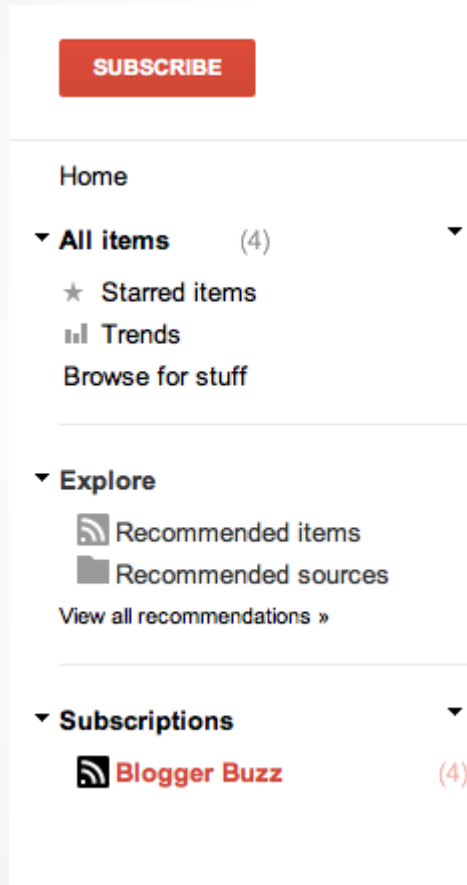 SUBSCRIBE
Home
All items (4)
Starred items
Trends
Browse for stuff
Explore
Recommended items
Recommended sources
View all recommendations »
Subscriptions
Blogger Buzz (4)